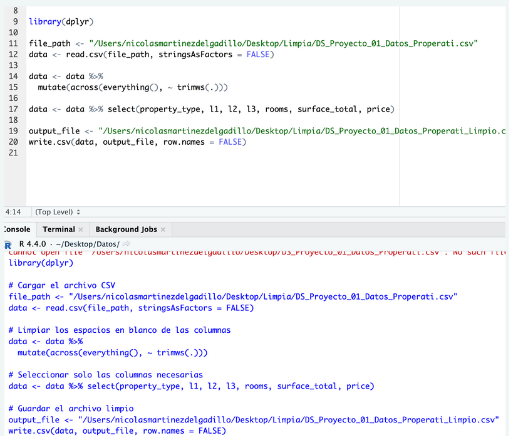 8
9 library(dplyr)
10
11 file_path <- "/Users/nicolasmartinezdelgadillo/Desktop/Limpia/DS_Proyecto_01_Datos_Properati.csv"
12 data <- read.csv(file_path, stringsAsFactors = FALSE)
13
14 data <- data %>%
15 mutate(across(everything(), ~ trimws(.)))
16
17 data <- data %>% select(property_type, l1, l2, l3, rooms, surface_total, price)
18
19 output_file <- "/Users/nicolasmartinezdelgadillo/Desktop/Limpia/DS_Proyecto_01_Datos_Properati_Limpio.c
20 write.csv(data, output_file, row.names = FALSE)
21
4:14 (Top Level)
Console Terminal Background Jobs
R 4.4.0 · ~/Desktop/Datos/
cannot open file '/Users/nicolasmartinezdelgadillo/Desktop/Limpia/DS_Proyecto_01_Datos_Properati.csv': No such file
library(dplyr)
# Cargar el archivo CSV
file_path <- "/Users/nicolasmartinezdelgadillo/Desktop/Limpia/DS_Proyecto_01_Datos_Properati.csv"
data <- read.csv(file_path, stringsAsFactors = FALSE)
# Limpiar los espacios en blanco de las columnas
data <- data %>%
mutate(across(everything(), ~ trimws(.)))
# Seleccionar solo las columnas necesarias
data <- data %>% select(property_type, l1, l2, l3, rooms, surface_total, price)
# Guardar el archivo limpio
output_file <- "/Users/nicolasmartinezdelgadillo/Desktop/Limpia/DS_Proyecto_01_Datos_Properati_Limpio.csv"
write.csv(data, output_file, row.names = FALSE)